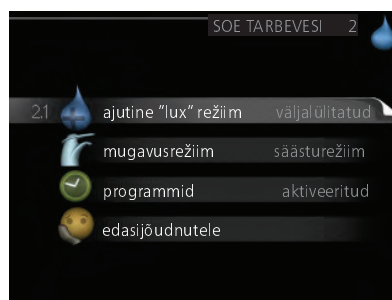 SOE TARBEVESI 2
2.1 ajutine "lux" režiim väljalülitatud
mugavusrežiim säästurežiim
programmid aktiveeritud
edasijõudnutele